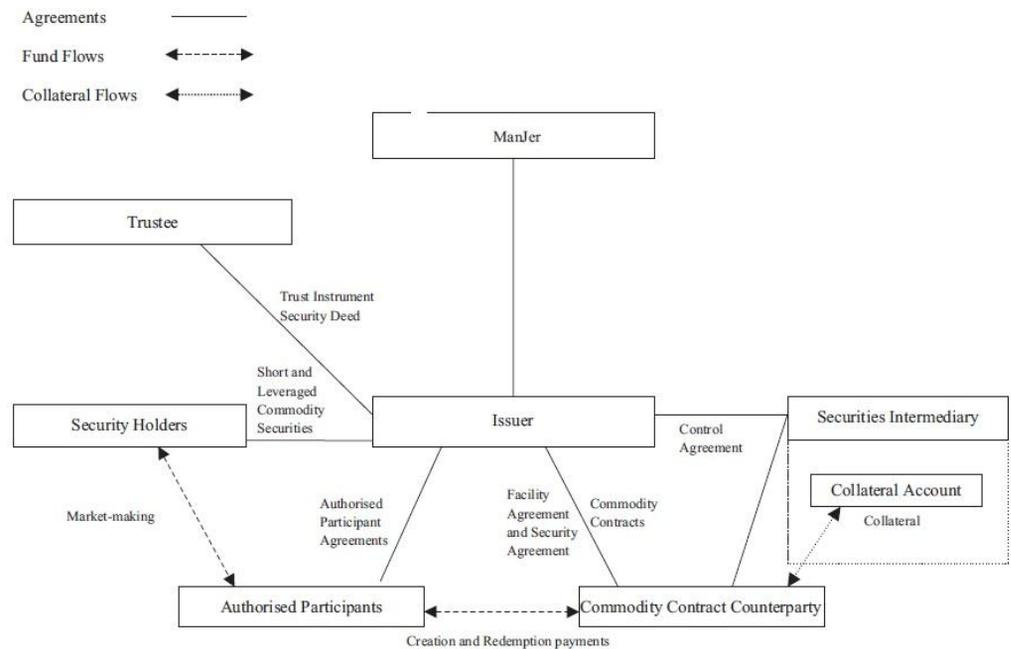 Agreements
Fund Flows
Collateral Flows
ManJer
Trustee
Trust Instrument
Security Deed
Short and
Leveraged
Commodity
Securities
Security Holders
Issuer
Securities Intermediary
Control
Agreement
Collateral Account
Collateral
Market-making
Authorised
Participant
Agreements
Facility
Agreement
and Security
Agreement
Commodity
Contracts
Authorised Participants
Commodity Contract Counterparty
Creation and Redemption payments